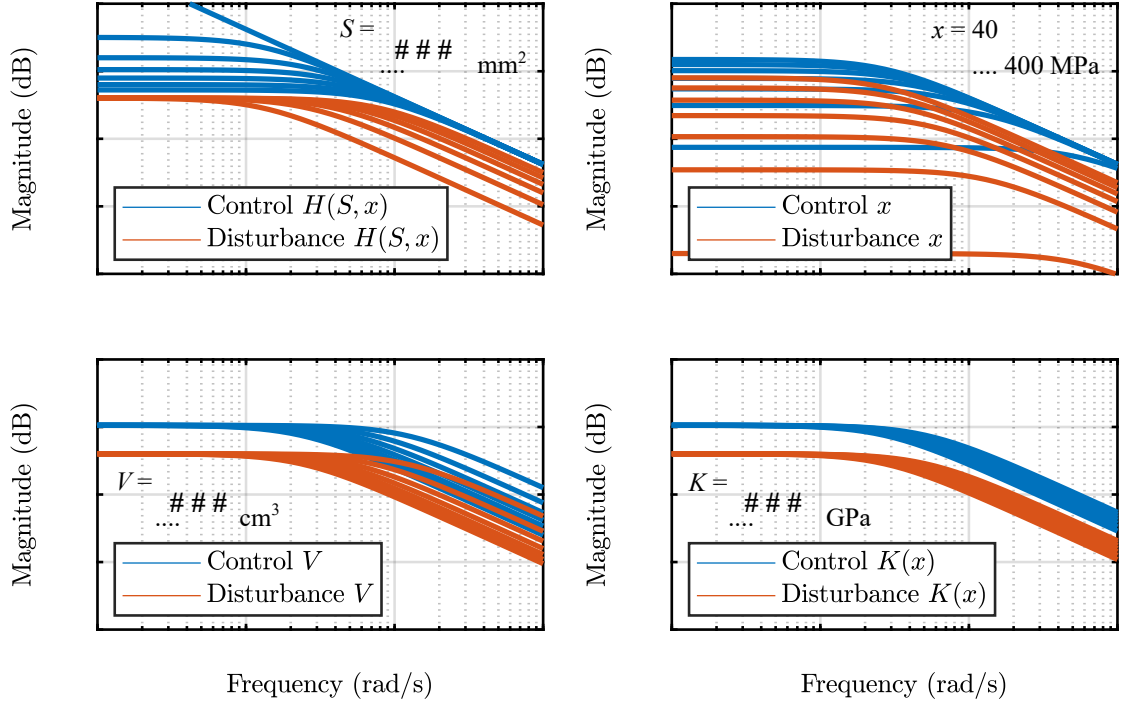 Magnitude (dB)
S =
# # #
.... mm²
Control H(S, x)
Disturbance H(S, x)
Magnitude (dB)
x = 40
.... 400 MPa
Control x
Disturbance x
Magnitude (dB)
V =
# # #
.... cm³
Control V
Disturbance V
Frequency (rad/s)
Magnitude (dB)
K =
# # #
.... GPa
Control K(x)
Disturbance K(x)
Frequency (rad/s)